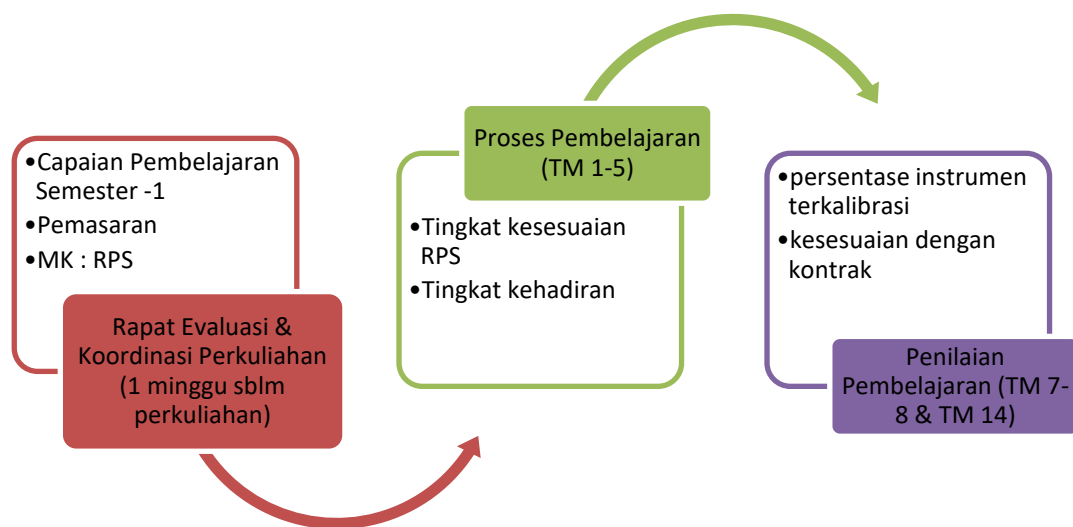 •Capaian Pembelajaran
Semester -1
•Pemasaran
•MK : RPS
Rapat Evaluasi &
Koordinasi Perkuliahan
(1 minggu sblm
perkuliahan)
Proses Pembelajaran
(TM 1-5)
•Tingkat kesesuaian
RPS
•Tingkat kehadiran
•persentase instrumen
terkalibrasi
•kesesuaian dengan
kontrak
Penilaian
Pembelajaran (TM 7-
8 & TM 14)